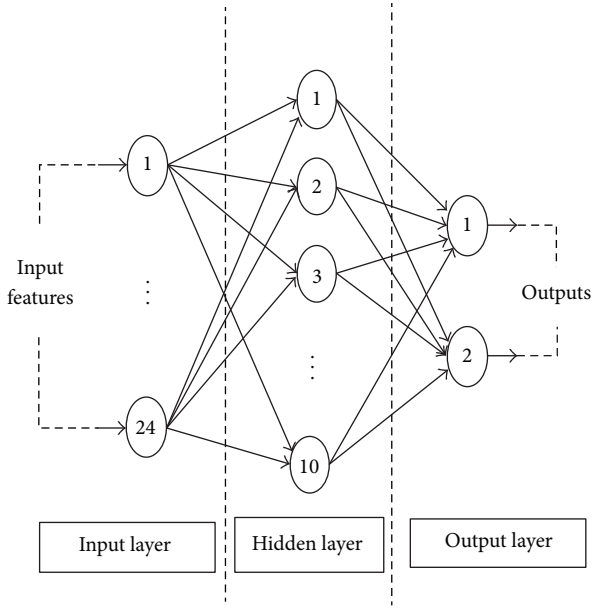 Input
features
1
⋮
24
1
2
3
⋮
10
1
2
Outputs
Input layer
Hidden layer
Output layer